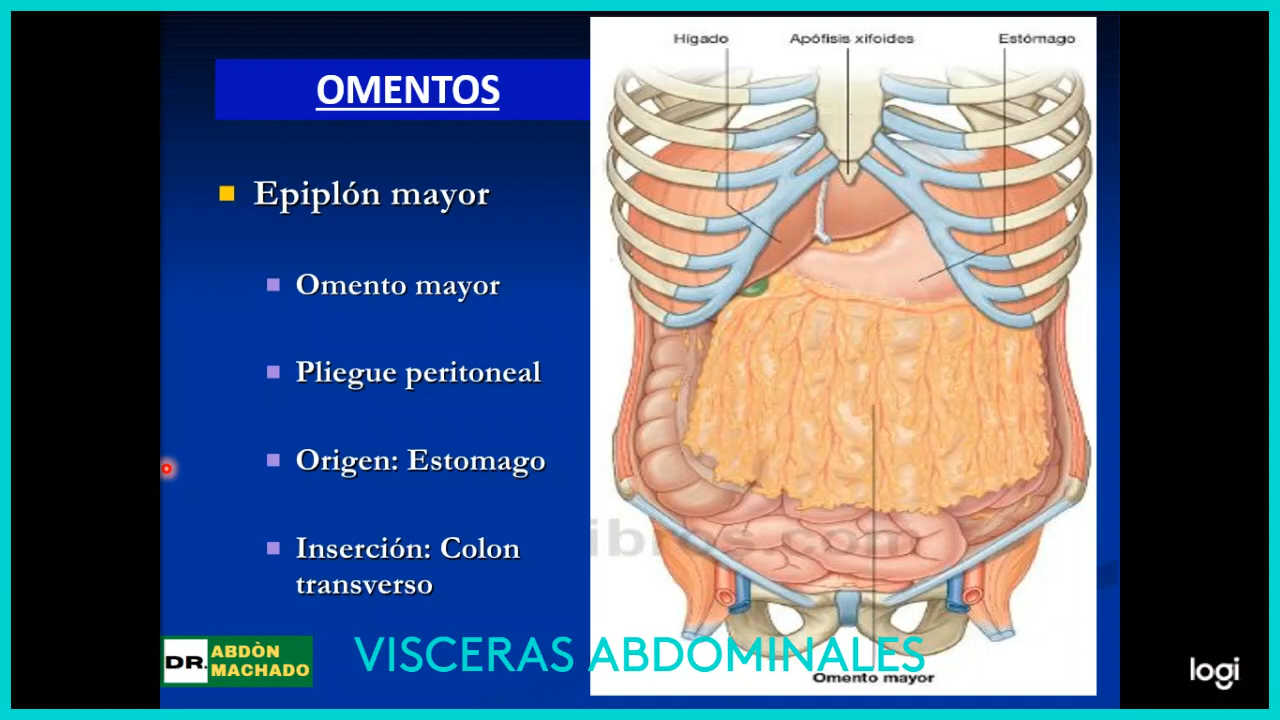 Hígado
Apófisis xifoides
Estómago
OMENTOS
Epiplón mayor
Omento mayor
Pliegue peritoneal
Origen: Estomago
Inserción: Colon
transverso
DR. ABDÒN
MACHADO
VISCERAS ABDOMINALES
Omento mayor
logi